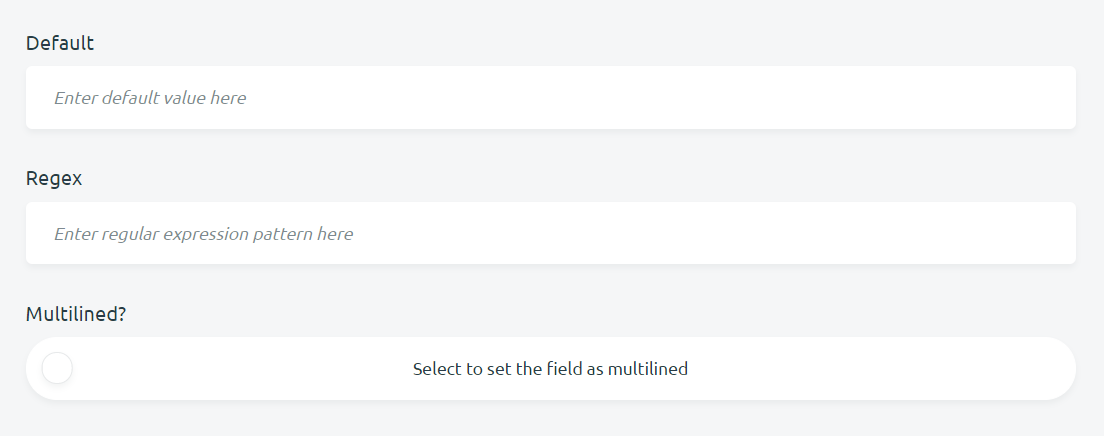 Default
Enter default value here
Regex
Enter regular expression pattern here
Multilined?
Select to set the field as multilined